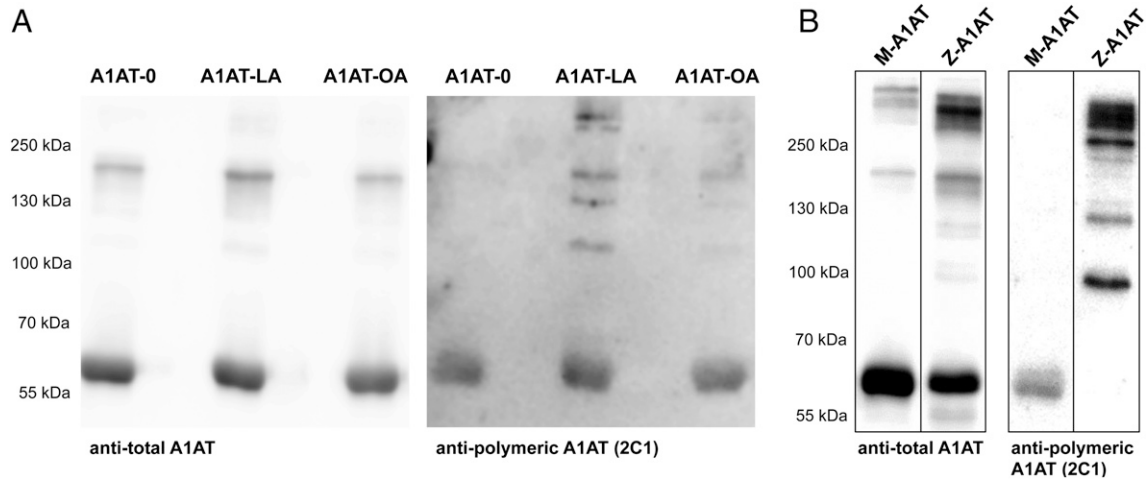 A
A1AT-0 A1AT-LA A1AT-OA A1AT-0 A1AT-LA A1AT-OA
250 kDa
130 kDa
100 kDa
70 kDa
55 kDa
anti-total A1AT anti-polymeric A1AT (2C1)
B
M-A1AT Z-A1AT M-A1AT Z-A1AT
250 kDa
130 kDa
100 kDa
70 kDa
55 kDa
anti-total A1AT anti-polymeric
A1AT (2C1)